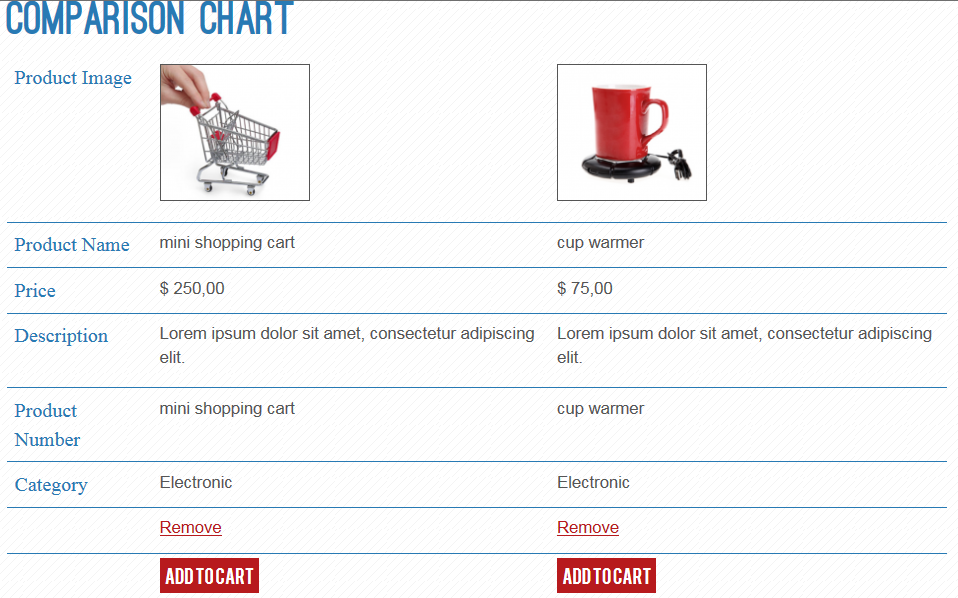 COMPARISON CHART
Product Image
Product Name mini shopping cart cup warmer
Price $ 250,00 $ 75,00
Description Lorem ipsum dolor sit amet, consectetur adipiscing Lorem ipsum dolor sit amet, consectetur adipiscing
elit. elit.
Product mini shopping cart cup warmer
Number
Category Electronic Electronic
Remove Remove
ADD TO CART ADD TO CART